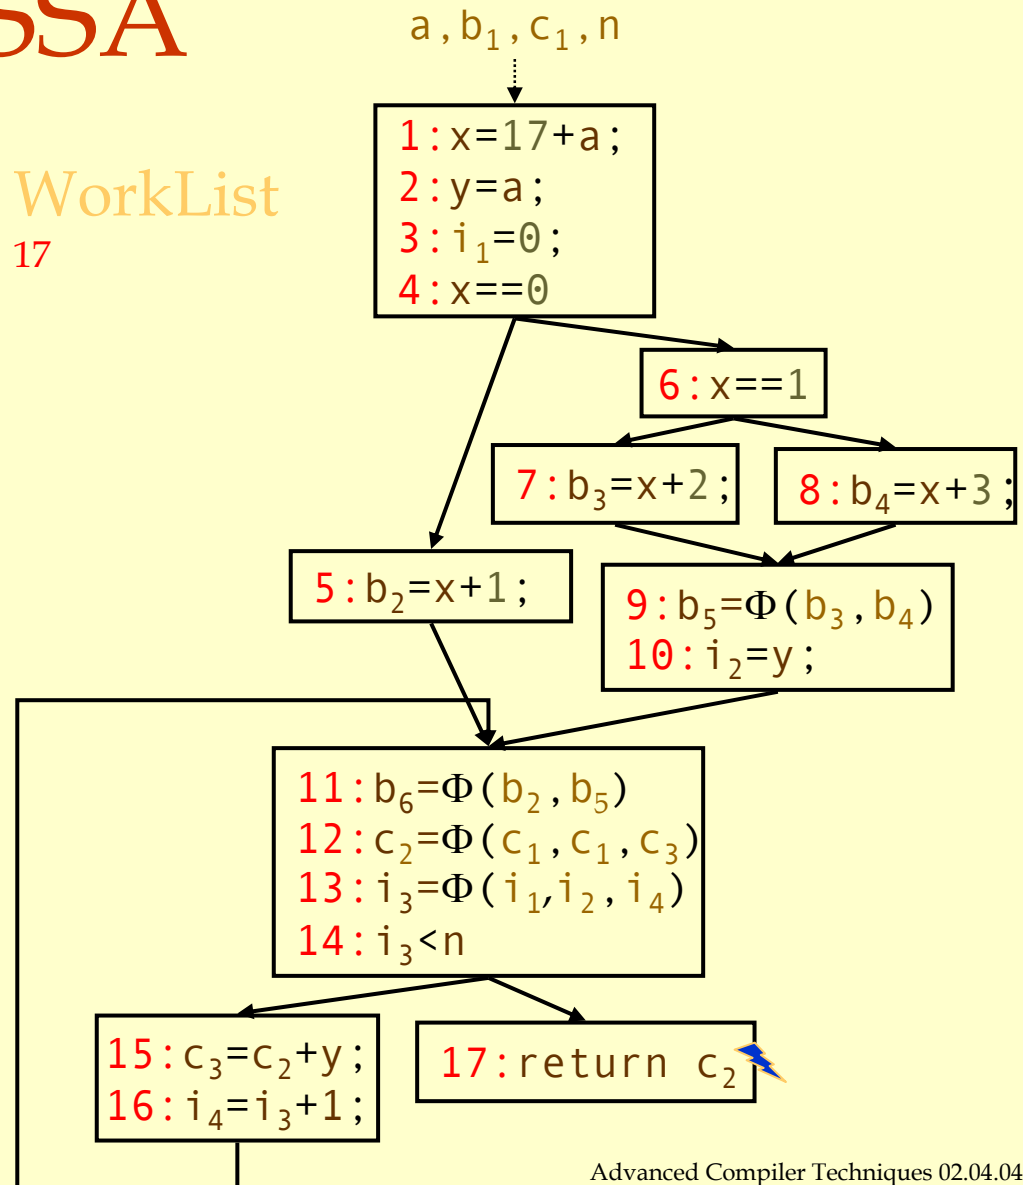 SSA
a,b₁,c₁,n
WorkList
17
1:x=17+a;
2:y=a;
3:i₁=0;
4:x==0
6:x==1
7:b₃=x+2;
8:b₄=x+3;
5:b₂=x+1;
9:b₅=Φ(b₃,b₄)
10:i₂=y;
11:b₆=Φ(b₂,b₅)
12:c₂=Φ(c₁,c₁,c₃)
13:i₃=Φ(i₁,i₂,i₄)
14:i₃<n
15:c₃=c₂+y;
16:i₄=i₃+1;
17:return c₂
Advanced Compiler Techniques 02.04.04